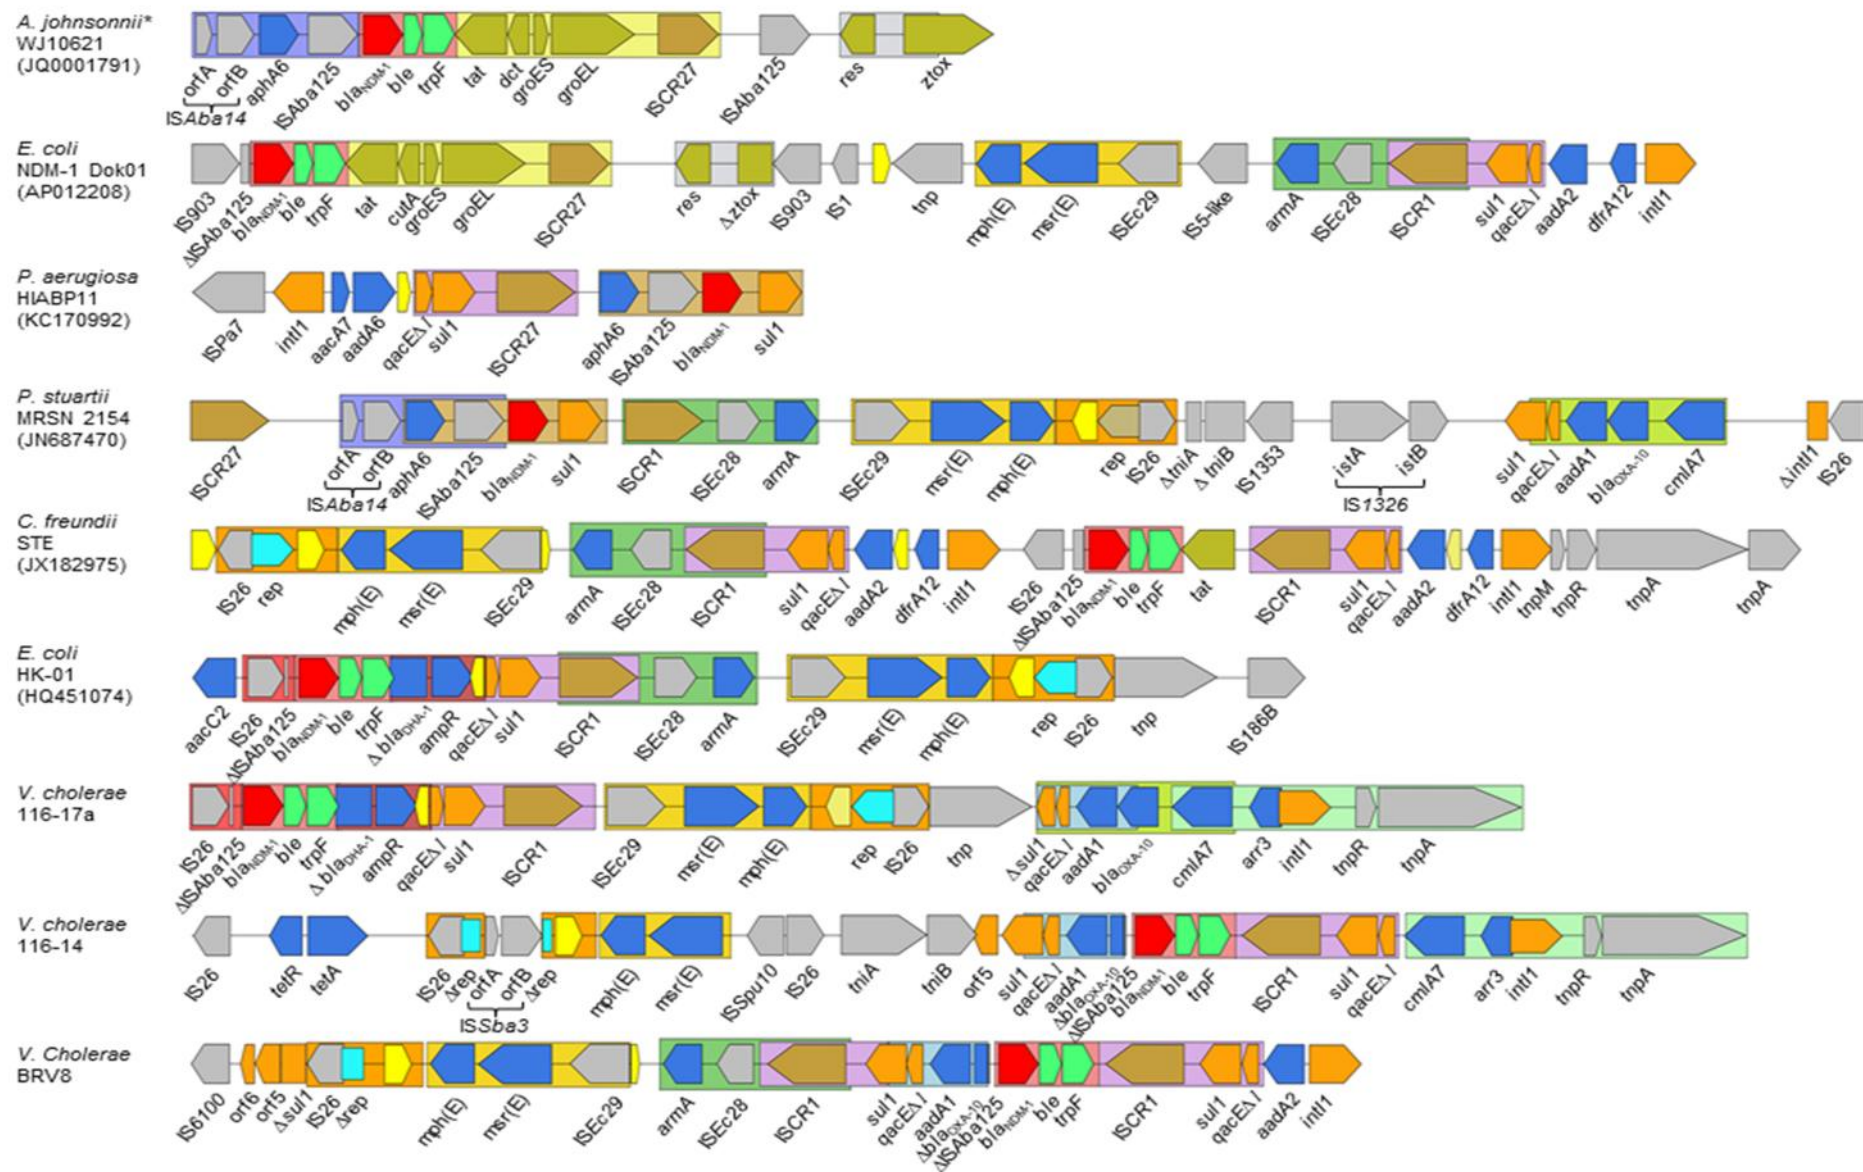 A. johnsonnii*
WJ10621
(JQ0001791)
orfA orfB aphA6 ISAba125 blaNDM-1 ble trpF tat dct groES groEL ISCR27 ISAba125 res ztox
ISAba14
E. coli
NDM-1 Dok01
(AP012208)
IS903 ΔISAba125 blaNDM-1 ble trpF tat cutA groES groEL ISCR27 res Δztox IS903 IS1 tnp mph(E) msr(E) ISEc29 IS5-like armA ISEc28 ISCR1 sul1 qacEΔ1 aadA2 dfrA12 intI1
P. aerugiosa
HIABP11
(KC170992)
ISPa7 intI1 aacA7 aadA6 qacEΔ1 sul1 ISCR27 aphA6 ISAba125 blaNDM-1 sul1
P. stuartii
MRSN 2154
(JN687470)
ISCR27 orfA orfB aphA6 ISAba125 blaNDM-1 sul1 ISCR1 ISEc28 armA ISEc29 msr(E) mph(E) rep IS26 ΔtniA ΔtniB IS1353 istA istB sul1 qacEΔ1 aadA1 blaOXA-10 cmlA7 ΔintI1 IS26
ISAba14 IS1326
C. freundii
STE
(JX182975)
IS26 rep mph(E) msr(E) ISEc29 armA ISEc28 ISCR1 sul1 qacEΔ1 aadA2 dfrA12 intI1 IS26 ΔISAba125 blaNDM-1 ble trpF tat ISCR1 sul1 qacEΔ1 aadA2 dfrA12 intI1 tnpM tnpR tnpA tnpA
E. coli
HK-01
(HQ451074)
aacC2 IS26 ΔISAba125 blaNDM-1 ble trpF ΔblaDHA-1 ampR qacEΔ1 sul1 ISCR1 ISEc28 armA ISEc29 msr(E) mph(E) rep IS26 tnp IS186B
V. cholerae
116-17a
IS26 ΔISAba125 blaNDM-1 ble trpF ΔblaDHA-1 ampR qacEΔ1 sul1 ISCR1 ISEc29 msr(E) mph(E) rep IS26 tnp Δsul1 qacEΔ1 aadA1 blaOXA-10 cmlA7 arr3 intI1 tnpR tnpA
V. cholerae
116-14
IS26 tetR tetA IS26 Δrep orfA orfB Δrep mph(E) msr(E) ISSpu10 IS26 tniA tniB orf5 sul1 qacEΔ1 aadA1 ΔblaOXA-10 ΔISAba125 blaNDM-1 ble trpF ISCR1 sul1 qacEΔ1 cmlA7 arr3 intI1 tnpR tnpA
ISSba3
V. Cholerae
BRV8
IS6100 orf6 orf5 Δsul1 IS26 Δrep mph(E) msr(E) ISEc29 armA ISEc28 ISCR1 sul1 qacEΔ1 aadA1 ΔblaOXA-10 ΔISAba125 blaNDM-1 ble trpF ISCR1 sul1 qacEΔ1 aadA2 intI1